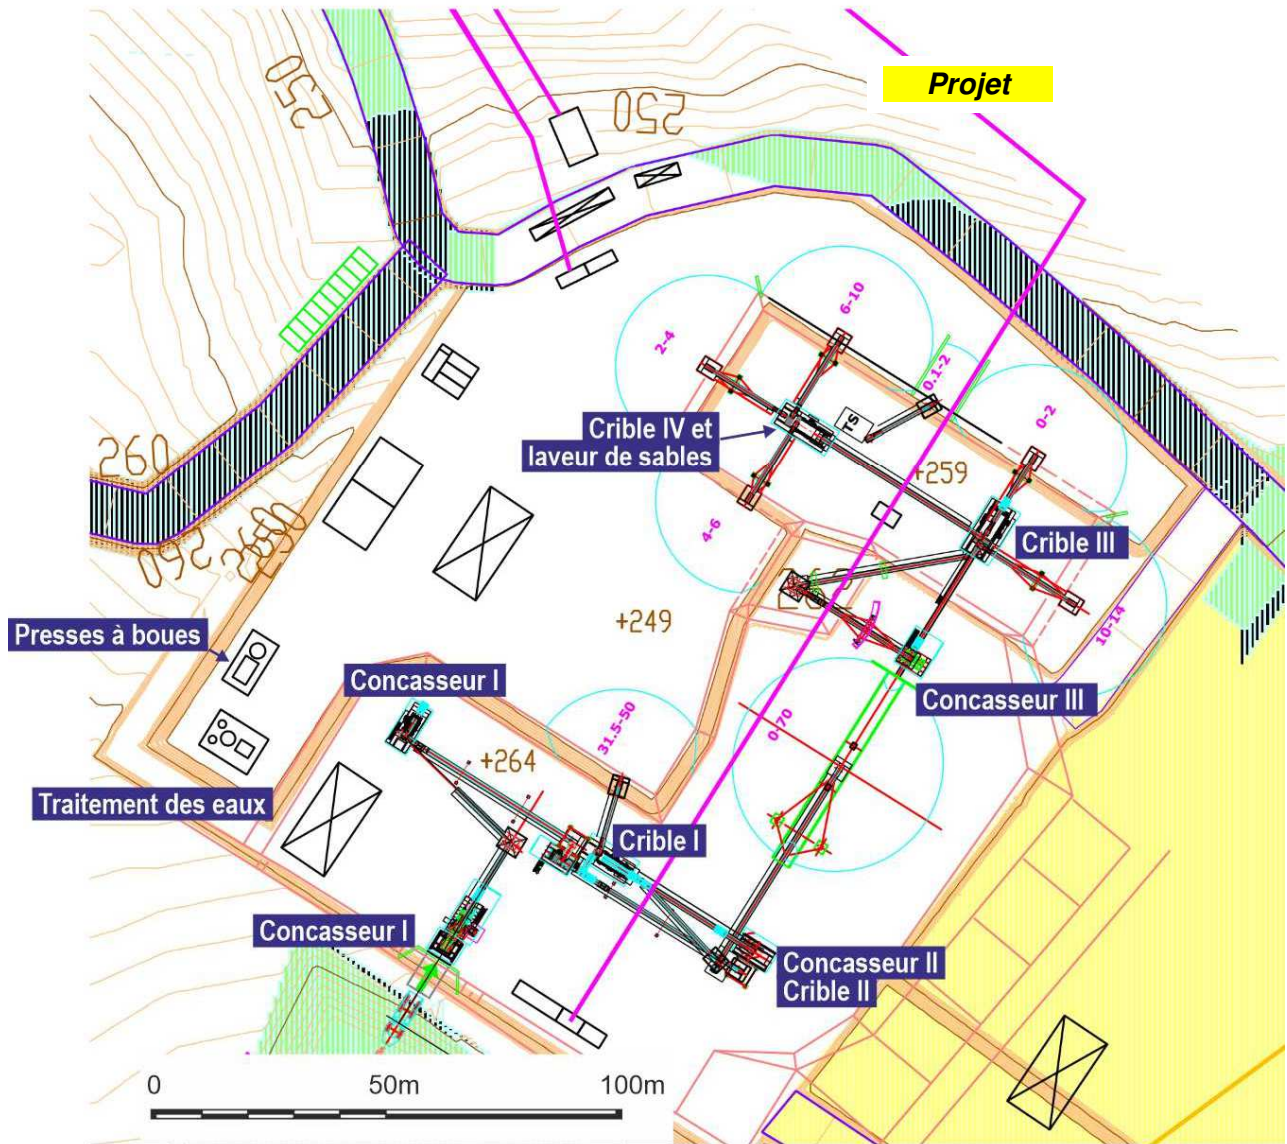 Projet
250
250
6-10
2-4
0.1-2
0-2
TS
Crible IV et
laveur de sables
+259
260
4-6
Crible III
260
+249
10-14
Presses à boues
Concasseur I
Concasseur III
31.5-50
0-70
+264
Traitement des eaux
Crible I
Concasseur I
Concasseur II
Crible II
0 50m 100m